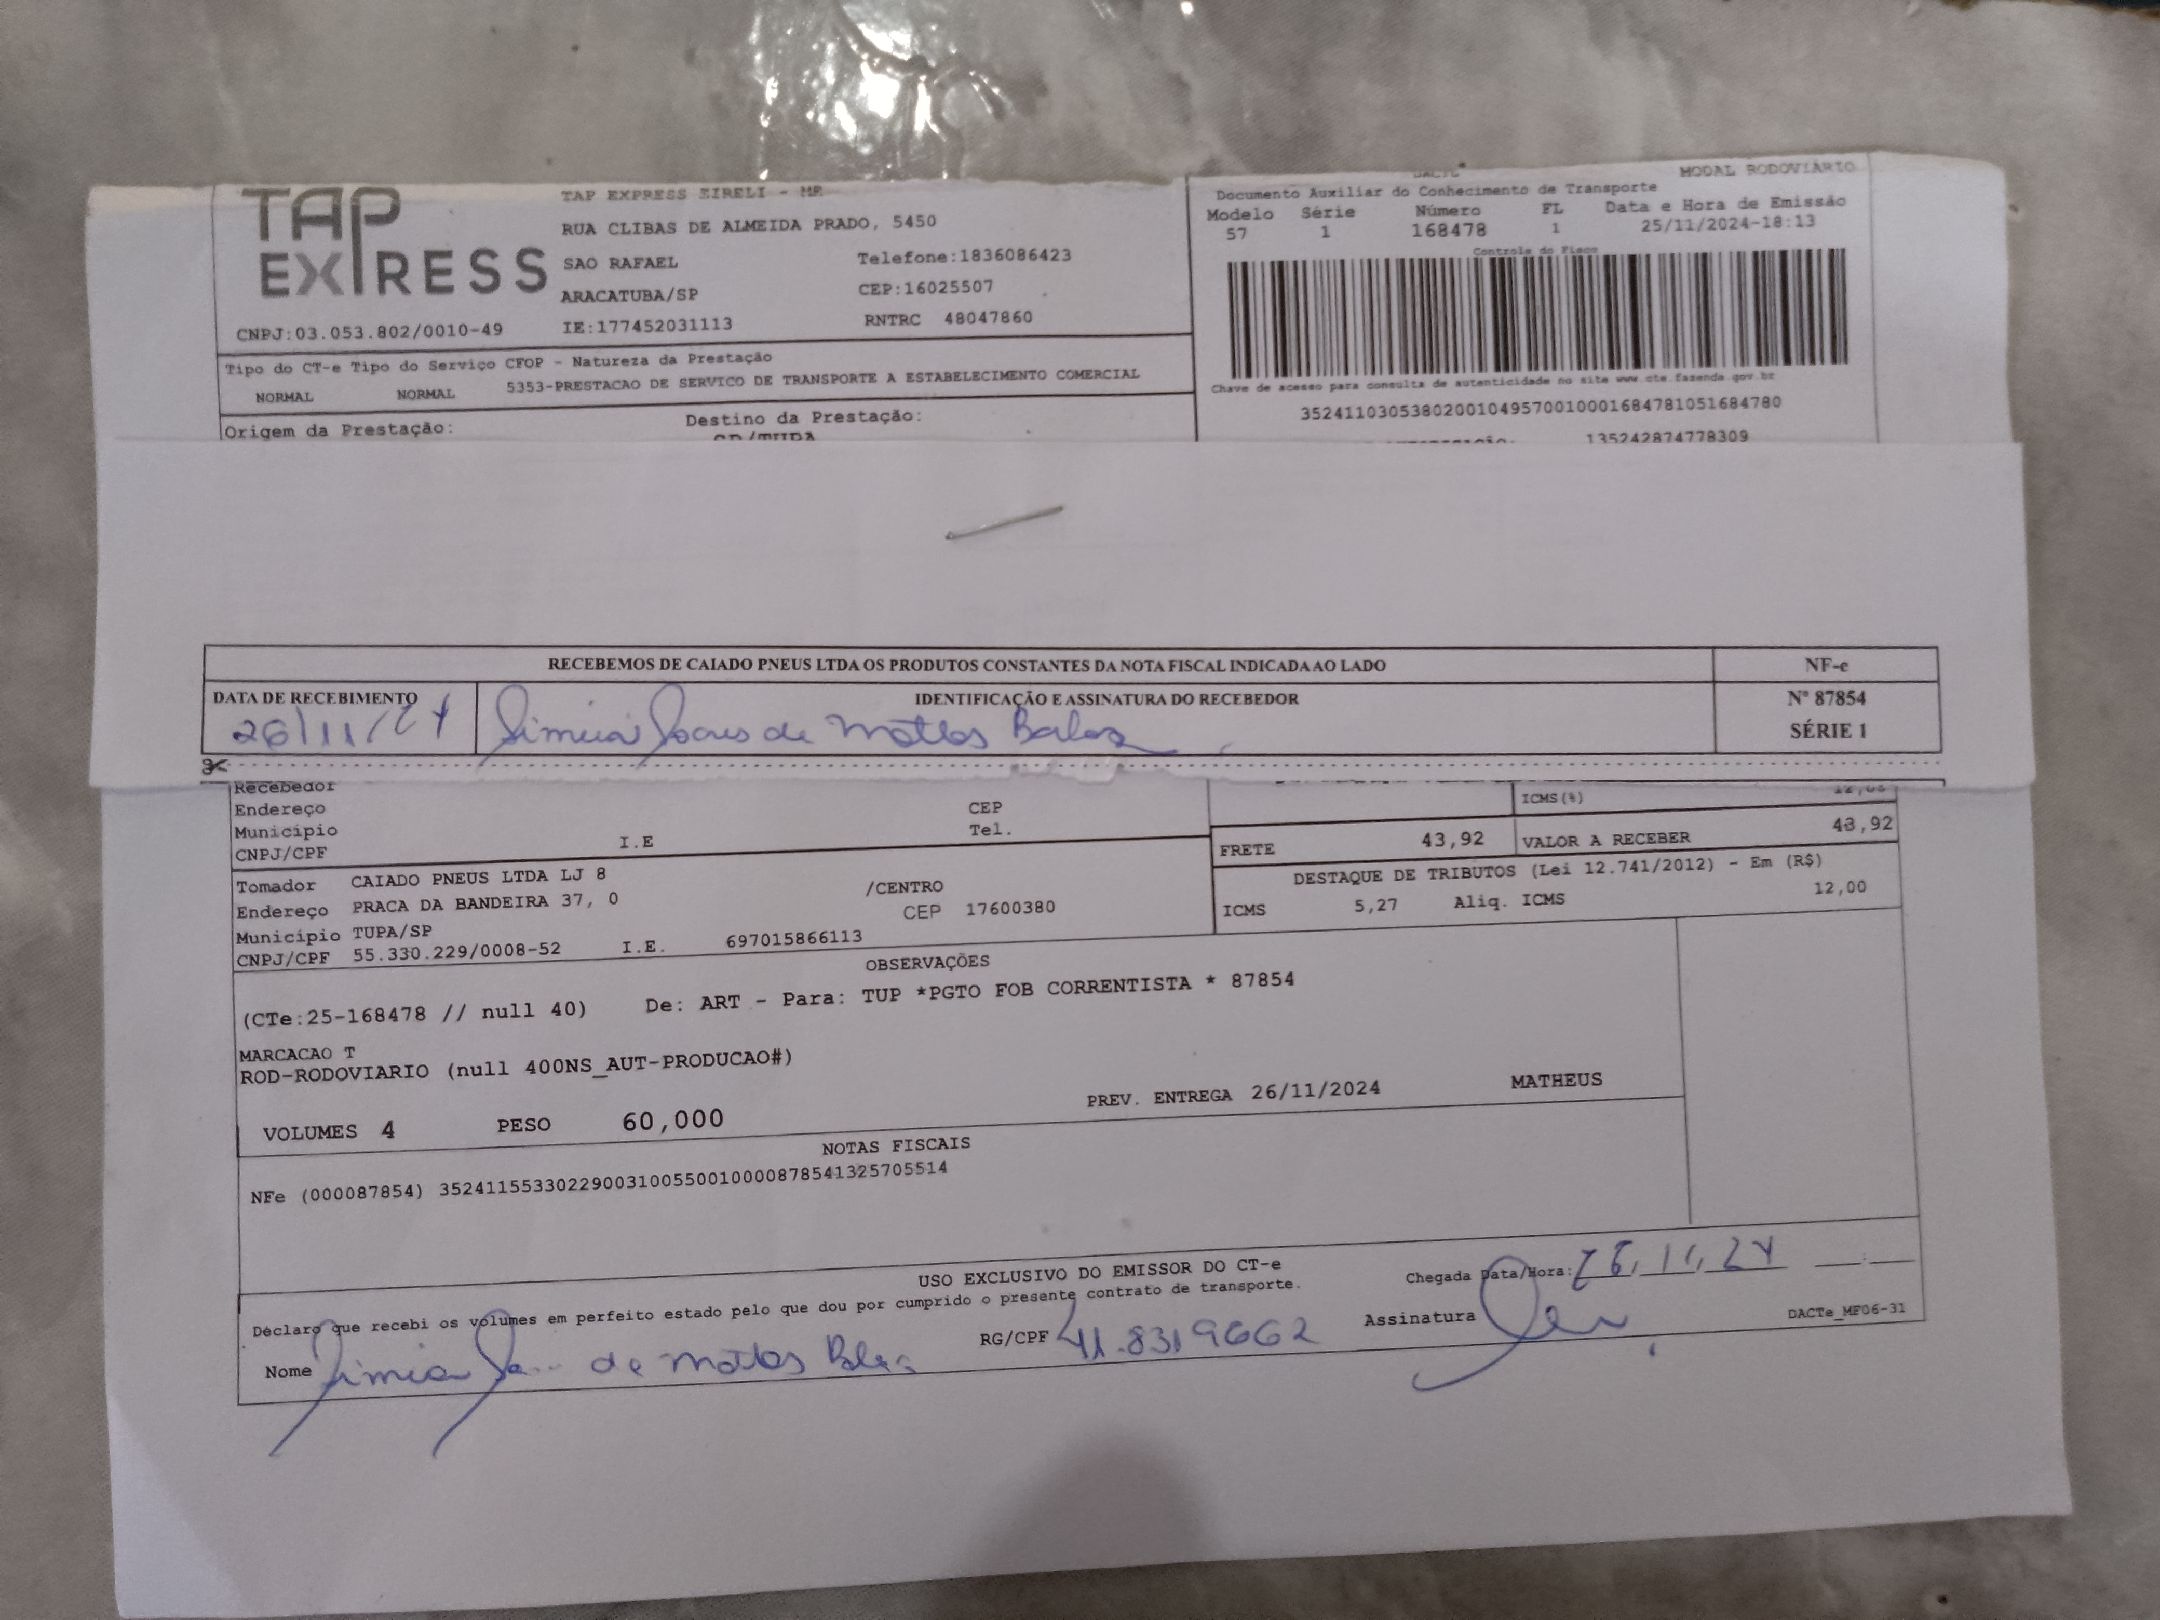 TAP EXPRESS
TAP EXPRESS EIRELI - ME
RUA CLIBAS DE ALMEIDA PRADO, 5450
SAO RAFAEL Telefone:1836086423
ARACATUBA/SP CEP:16025507
CNPJ:03.053.802/0010-49 IE:177452031113 RNTRC 48047860
MODAL RODOVIÁRIO
Documento Auxiliar do Conhecimento de Transporte
Modelo Série Número FL Data e Hora de Emissão
57 1 168478 1 25/11/2024-18:13
Controle do Fisco
Chave de acesso para consulta de autenticidade no site www.cte.fazenda.gov.br
35241103053802001049570010001684781051684780
135242874778309
Tipo do CT-e Tipo do Serviço CFOP - Natureza da Prestação
NORMAL NORMAL 5353-PRESTACAO DE SERVICO DE TRANSPORTE A ESTABELECIMENTO COMERCIAL
Origem da Prestação: Destino da Prestação:
SP/TUPA
RECEBEMOS DE CAIADO PNEUS LTDA OS PRODUTOS CONSTANTES DA NOTA FISCAL INDICADA AO LADO
NF-e
DATA DE RECEBIMENTO IDENTIFICAÇÃO E ASSINATURA DO RECEBEDOR
Nº 87854
SÉRIE 1
26/11/24 de Mattos
Recebedor
Endereço CEP
Município Tel.
CNPJ/CPF I.E
ICMS(%)
FRETE 43,92 VALOR A RECEBER 43,92
DESTAQUE DE TRIBUTOS (Lei 12.741/2012) - Em (R$)
ICMS 5,27 Aliq. ICMS 12,00
Tomador CAIADO PNEUS LTDA LJ 8
Endereço PRACA DA BANDEIRA 37, 0 /CENTRO
Município TUPA/SP CEP 17600380
CNPJ/CPF 55.330.229/0008-52 I.E. 697015866113
OBSERVAÇÕES
(CTe:25-168478 // null 40) De: ART - Para: TUP *PGTO FOB CORRENTISTA * 87854
MARCACAO T
ROD-RODOVIARIO (null 400NS_AUT-PRODUCAO#)
VOLUMES 4 PESO 60,000 PREV. ENTREGA 26/11/2024 MATHEUS
NOTAS FISCAIS
NFe (000087854) 35241155330229003100550010000878541325705514
USO EXCLUSIVO DO EMISSOR DO CT-e
Declaro que recebi os volumes em perfeito estado pelo que dou por cumprido o presente contrato de transporte.
Chegada Data/Hora: 26/11/24
Nome de Mattos RG/CPF 41.8319662 Assinatura
DACTe_MF06-31